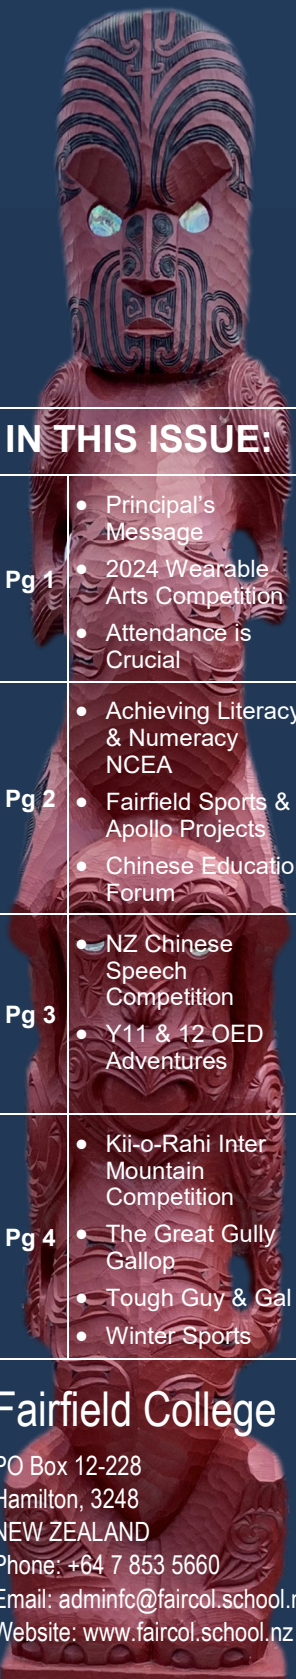 IN THIS ISSUE:
Pg 1
• Principal's
Message
• 2024 Wearable
Arts Competition
• Attendance is
Crucial
Pg 2
• Achieving Literacy
& Numeracy
NCEA
• Fairfield Sports &
Apollo Projects
• Chinese Educatio
Forum
Pg 3
• NZ Chinese
Speech
Competition
• Y11 & 12 OED
Adventures
Pg 4
• Kii-o-Rahi Inter
Mountain
Competition
• The Great Gully
Gallop
• Tough Guy & Gal
• Winter Sports
Fairfield College
PO Box 12-228
Hamilton, 3248
NEW ZEALAND
Phone: +64 7 853 5660
Email: adminfc@faircol.school.n
Website: www.faircol.school.nz